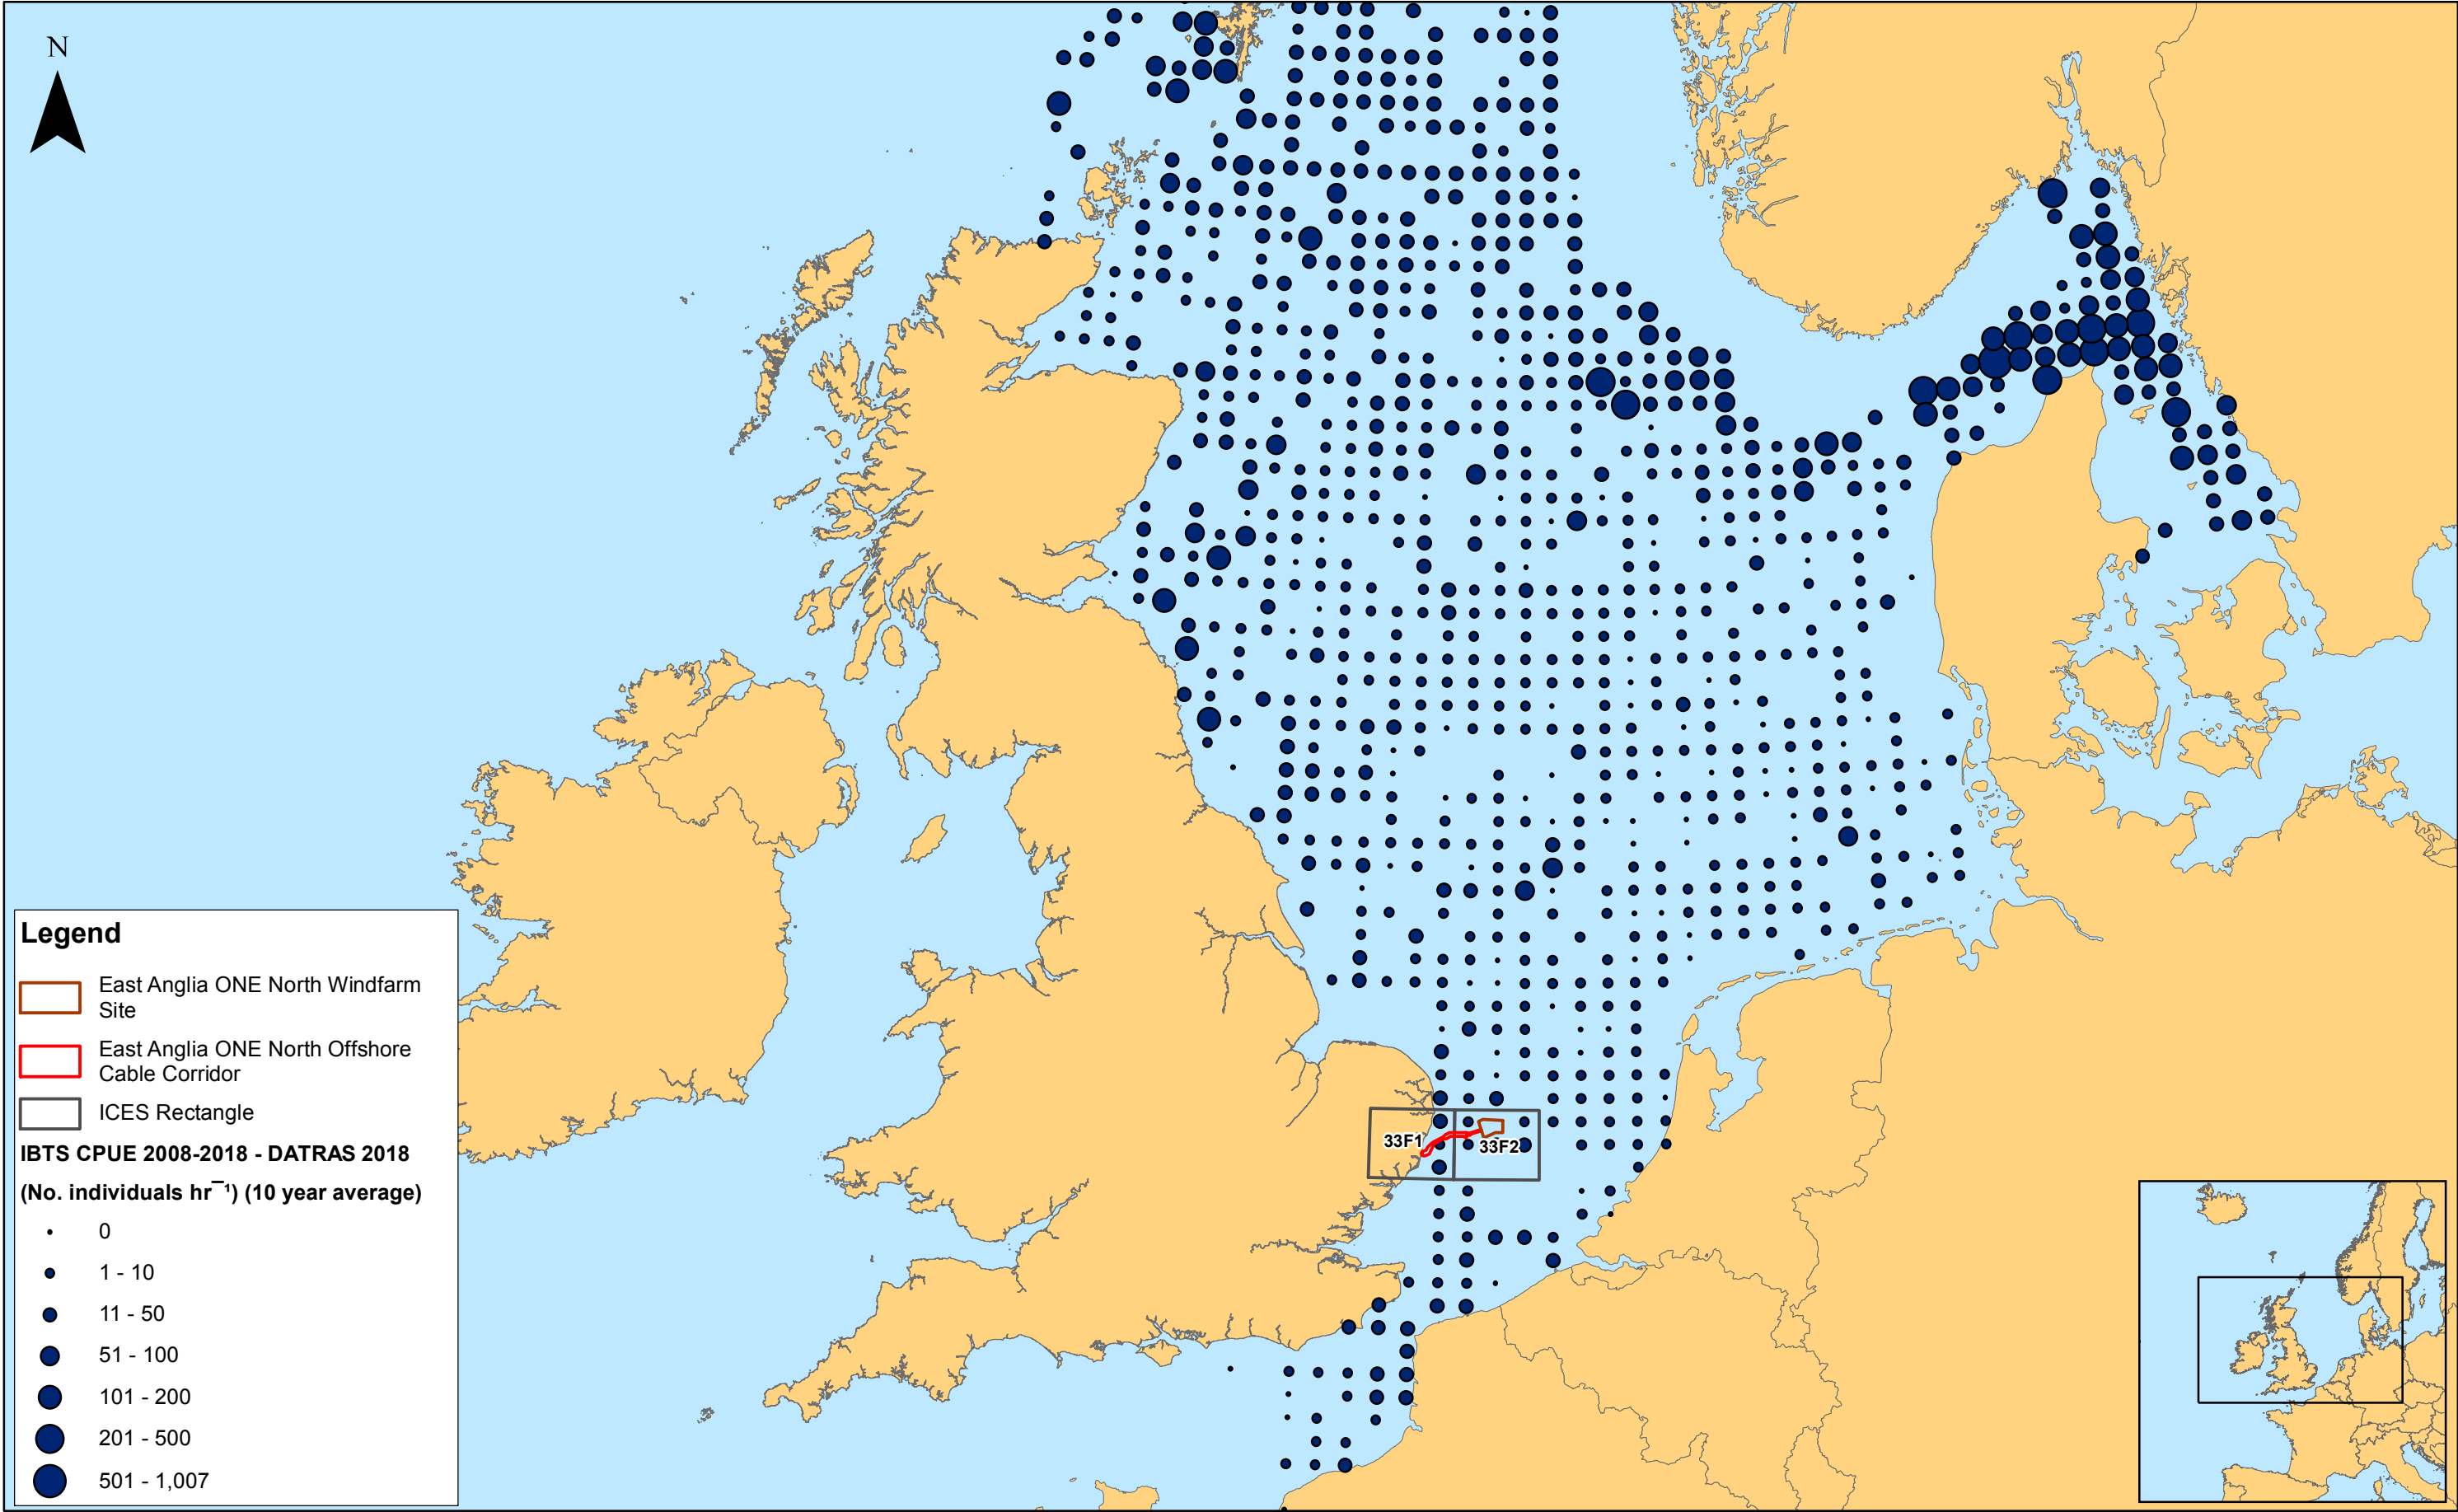 N
33F1
33F2
Legend
East Anglia ONE North Windfarm
Site
East Anglia ONE North Offshore
Cable Corridor
ICES Rectangle
IBTS CPUE 2008-2018 - DATRAS 2018
(No. individuals hr⁻¹) (10 year average)
0
1 - 10
11 - 50
51 - 100
101 - 200
201 - 500
501 - 1,007